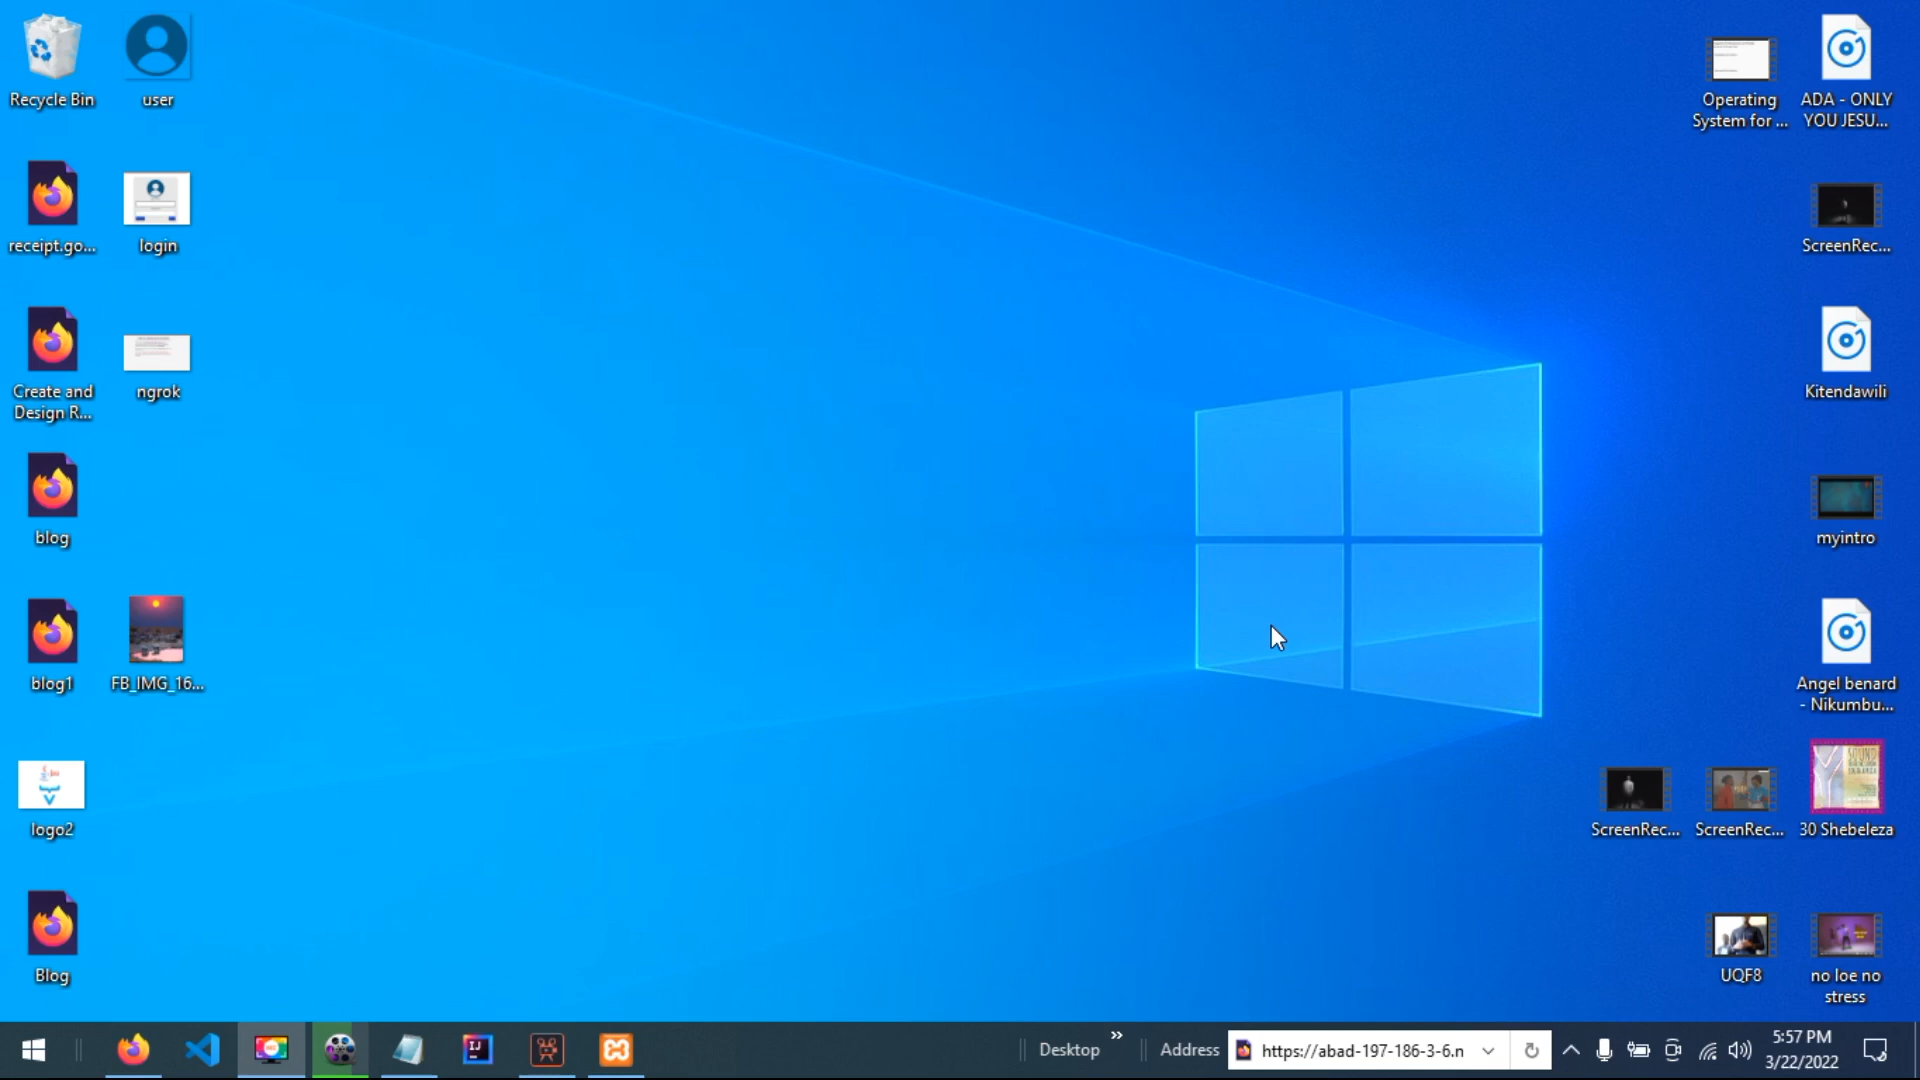 Recycle Bin
user
Operating
System for ...
ADA - ONLY
YOU JESU...
receipt.go...
login
ScreenRec...
Create and
Design R...
ngrok
Kitendawili
blog
myintro
blog1
FB_IMG_16...
Angel benard
- Nikumbu...
logo2
ScreenRec...
ScreenRec...
30 Shebeleza
Blog
UQF8
no loe no
stress
Desktop
Address
https://abad-197-186-3-6.n
5:57 PM
3/22/2022